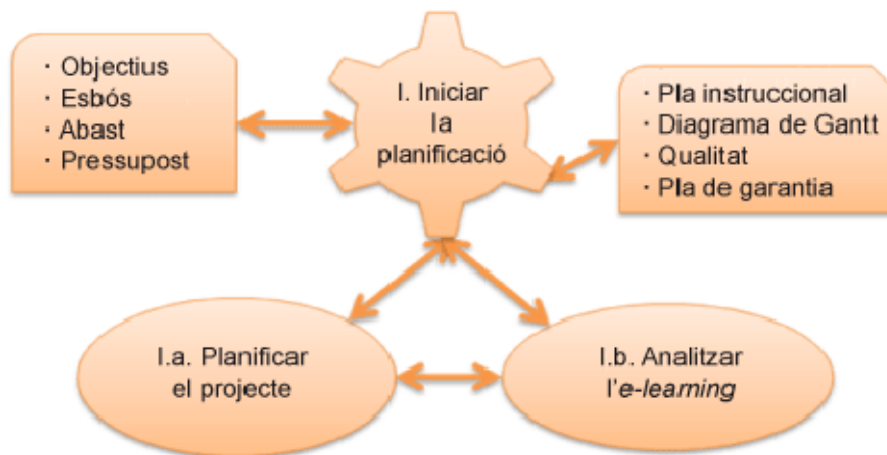 · Objectius
· Esbós
· Abast
· Pressupost
I. Iniciar
la
planificació
· Pla instruccional
· Diagrama de Gantt
· Qualitat
· Pla de garantia
I.a. Planificar
el projecte
I.b. Analitzar
l'e-learning